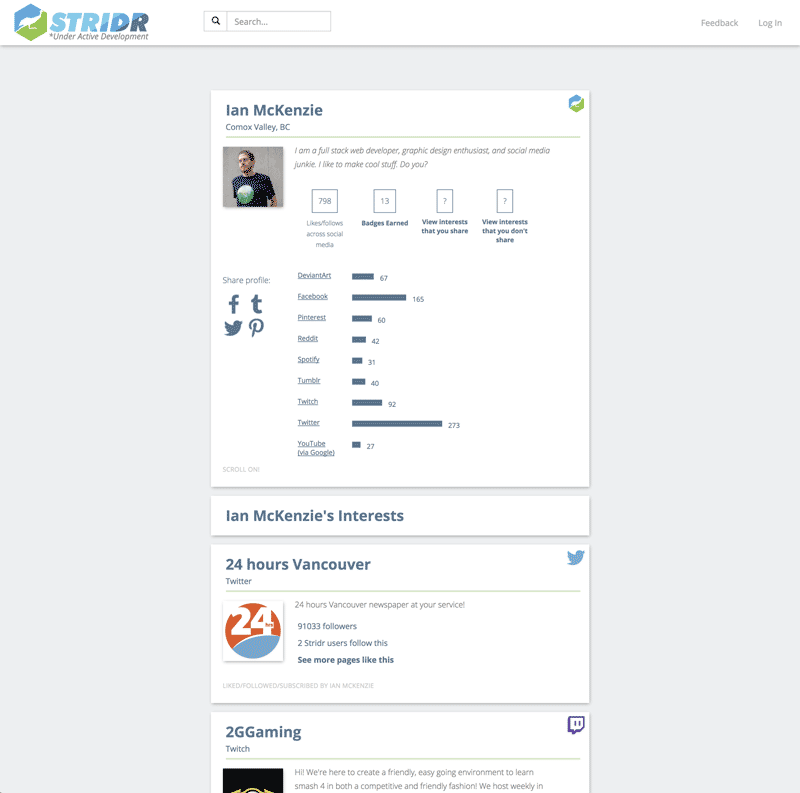 STRIDR
*Under Active Development
Search...
Feedback
Log In
Ian McKenzie
Comox Valley, BC
I am a full stack web developer, graphic design enthusiast, and social media
junkie. I like to make cool stuff. Do you?
798
13
?
?
Likes/follows
across social
media
Badges Earned
View interests
that you share
View interests
that you don't
share
Share profile:
DeviantArt
67
Facebook
165
Pinterest
60
Reddit
42
Spotify
31
Tumblr
40
Twitch
92
Twitter
273
YouTube
(via Google)
27
SCROLL ON!
Ian McKenzie's Interests
24 hours Vancouver
Twitter
24 hrs
24 hours Vancouver newspaper at your service!
91033 followers
2 Stridr users follow this
See more pages like this
LIKED/FOLLOWED/SUBSCRIBED BY IAN MCKENZIE
2GGaming
Twitch
Hi! We're here to create a friendly, easy going environment to learn
smash 4 in both a competitive and friendly fashion! We host weekly in